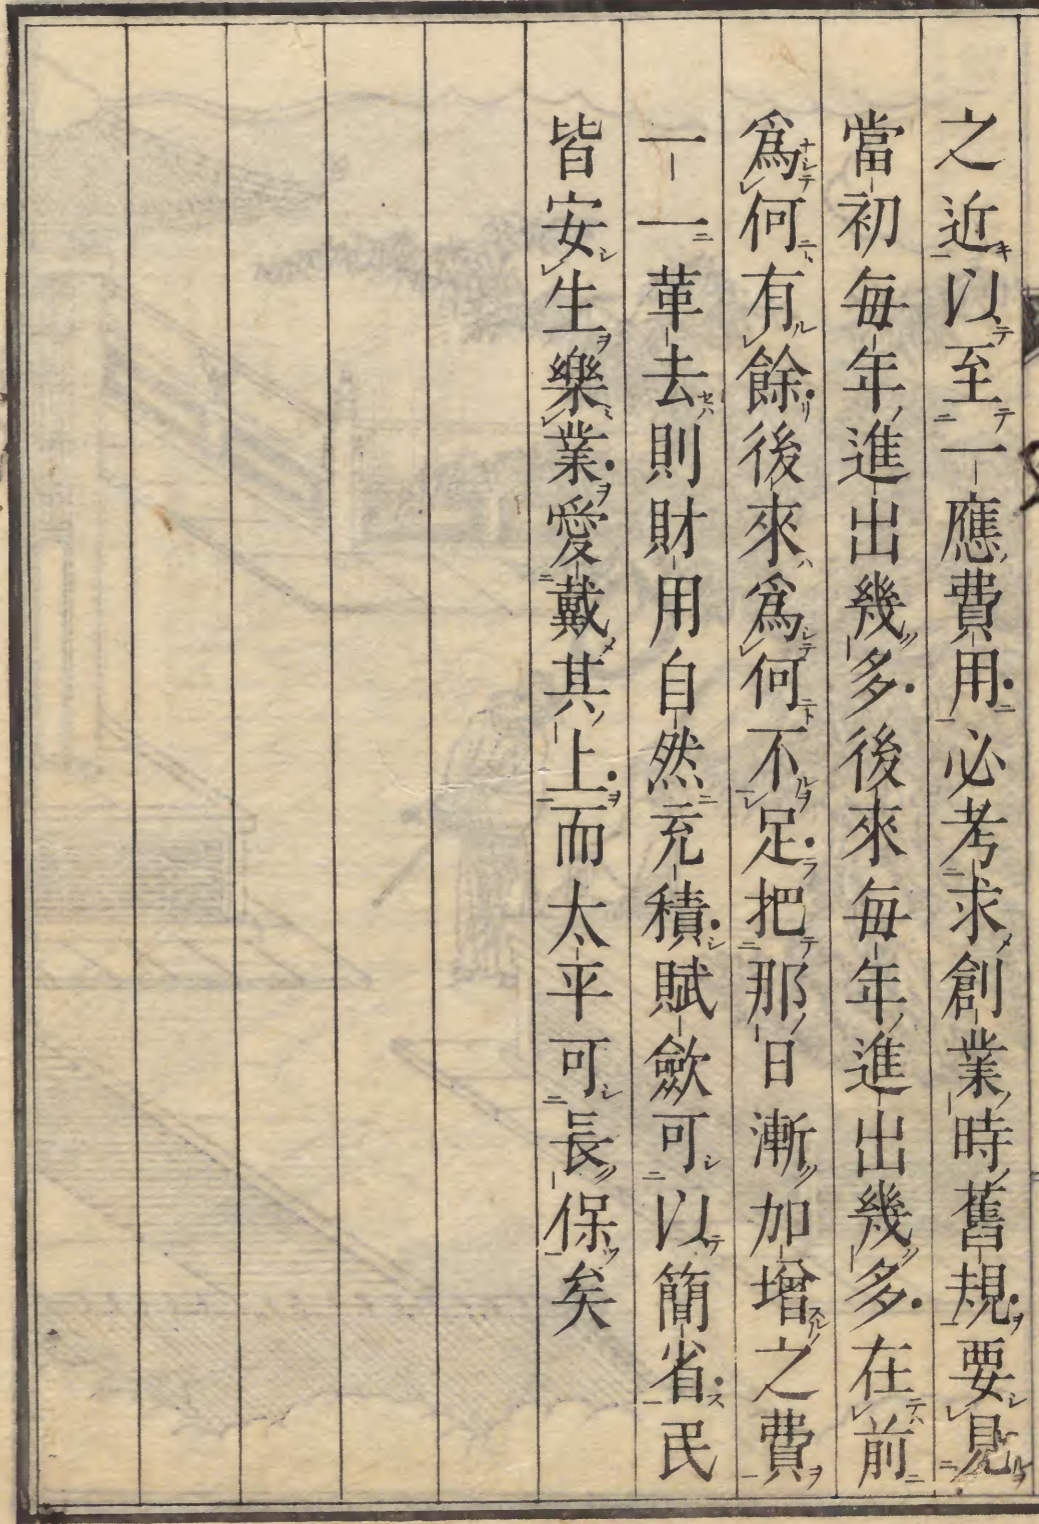 之近以至一應費用必考求創業時舊規要見
當初每年進出幾多後來每年進出幾多在前
爲何有餘後來爲何不足把那日漸加增之費
一一革去則財用自然充積賦歛可以簡省民
皆安生樂業愛戴其上而太平可長保矣